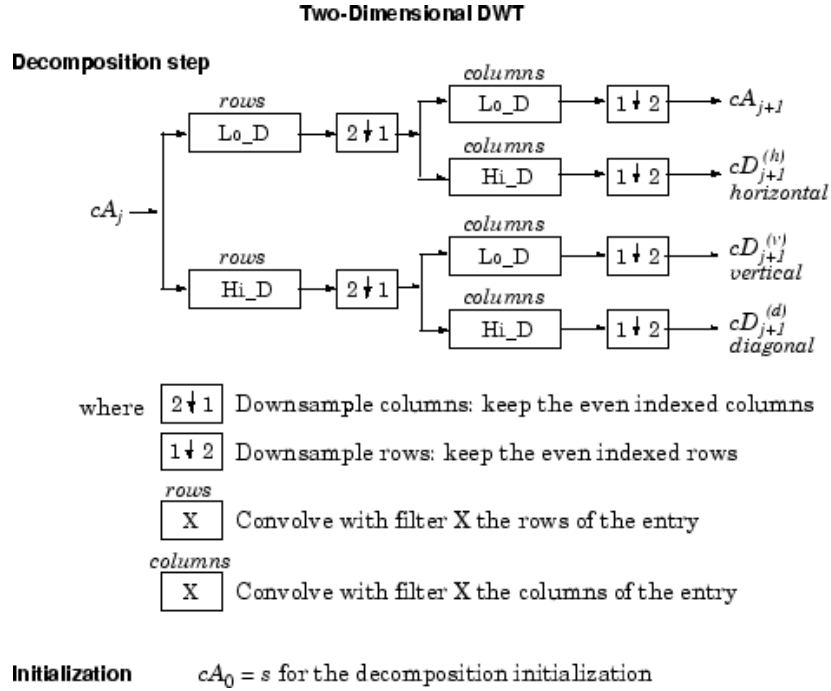 Two-Dimensional DWT
Decomposition step
columns
rows
Lo_D
1 ↓ 2
cA_{j+1}
Lo_D
2 ↓ 1
columns
Hi_D
1 ↓ 2
cD_{j+1}^{(h)}
horizontal
cA_j
columns
rows
Lo_D
1 ↓ 2
cD_{j+1}^{(v)}
vertical
Hi_D
2 ↓ 1
columns
Hi_D
1 ↓ 2
cD_{j+1}^{(d)}
diagonal
where 2 ↓ 1 Downsample columns: keep the even indexed columns
1 ↓ 2 Downsample rows: keep the even indexed rows
rows
X Convolve with filter X the rows of the entry
columns
X Convolve with filter X the columns of the entry
Initialization cA_0 = s for the decomposition initialization